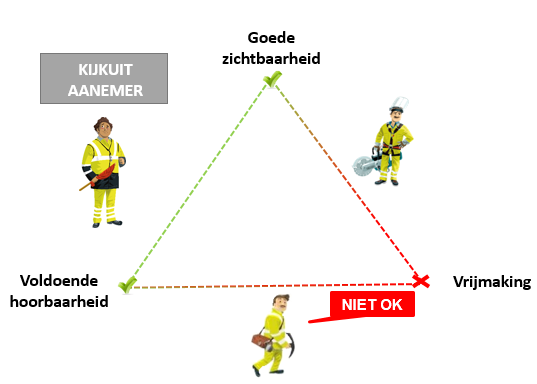 Goede
zichtbaarheid
KIJKUIT
AANEMER
Voldoende
hoorbaarheid
Vrijmaking
NIET OK